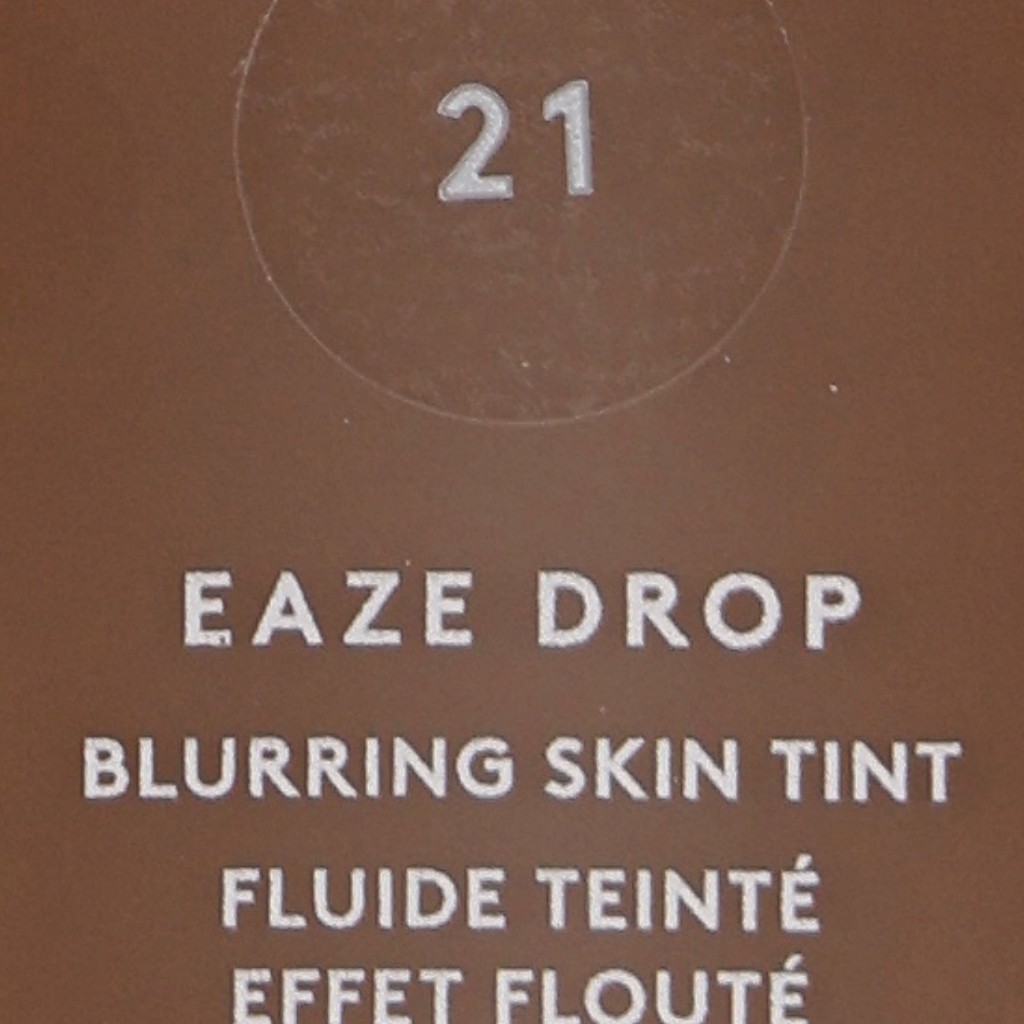 21
EAZE DROP
BLURRING SKIN TINT
FLUIDE TEINTÉ
EFFET FLOUTÉ